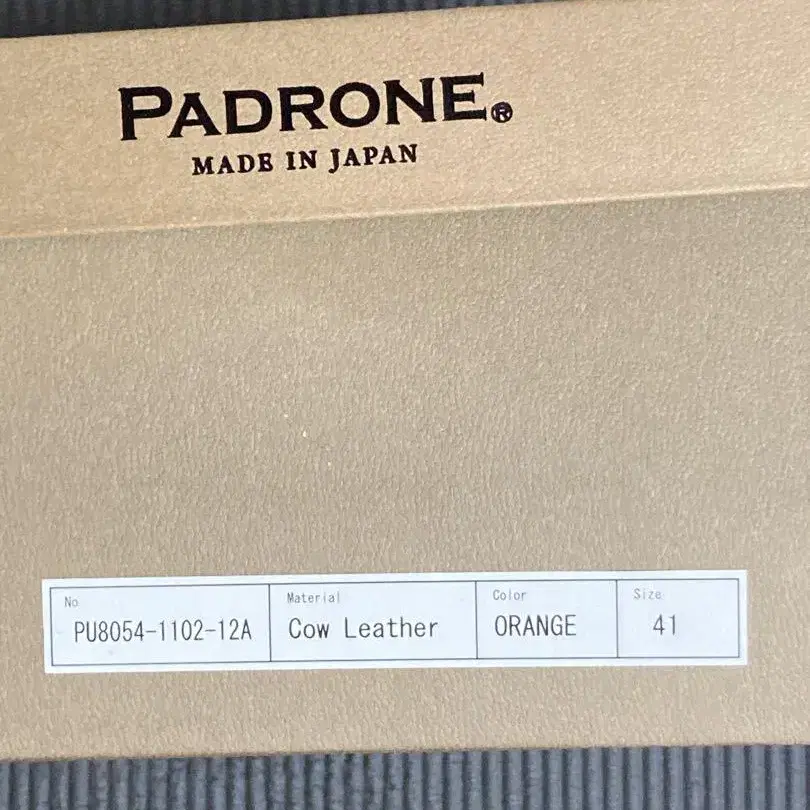 PADRONE®
MADE IN JAPAN
No Material Color Size
PU8054-1102-12A Cow Leather ORANGE 41